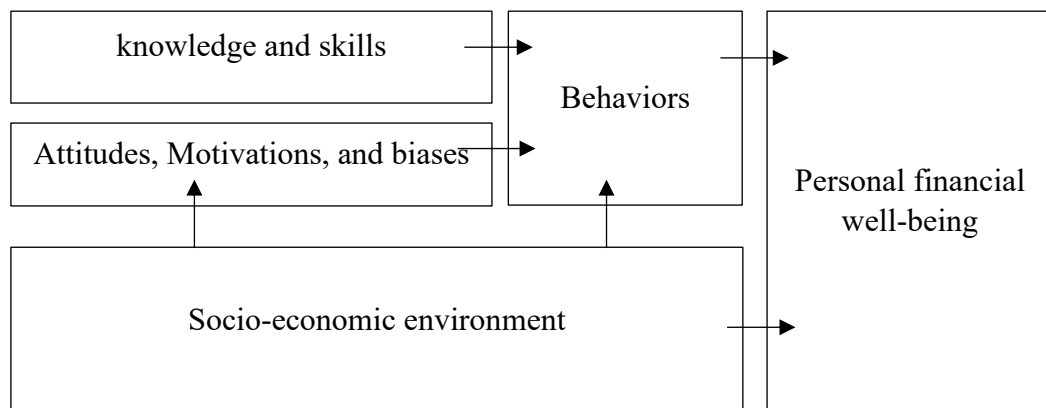 knowledge and skills
Behaviors
Attitudes, Motivations, and biases
Personal financial
well-being
Socio-economic environment